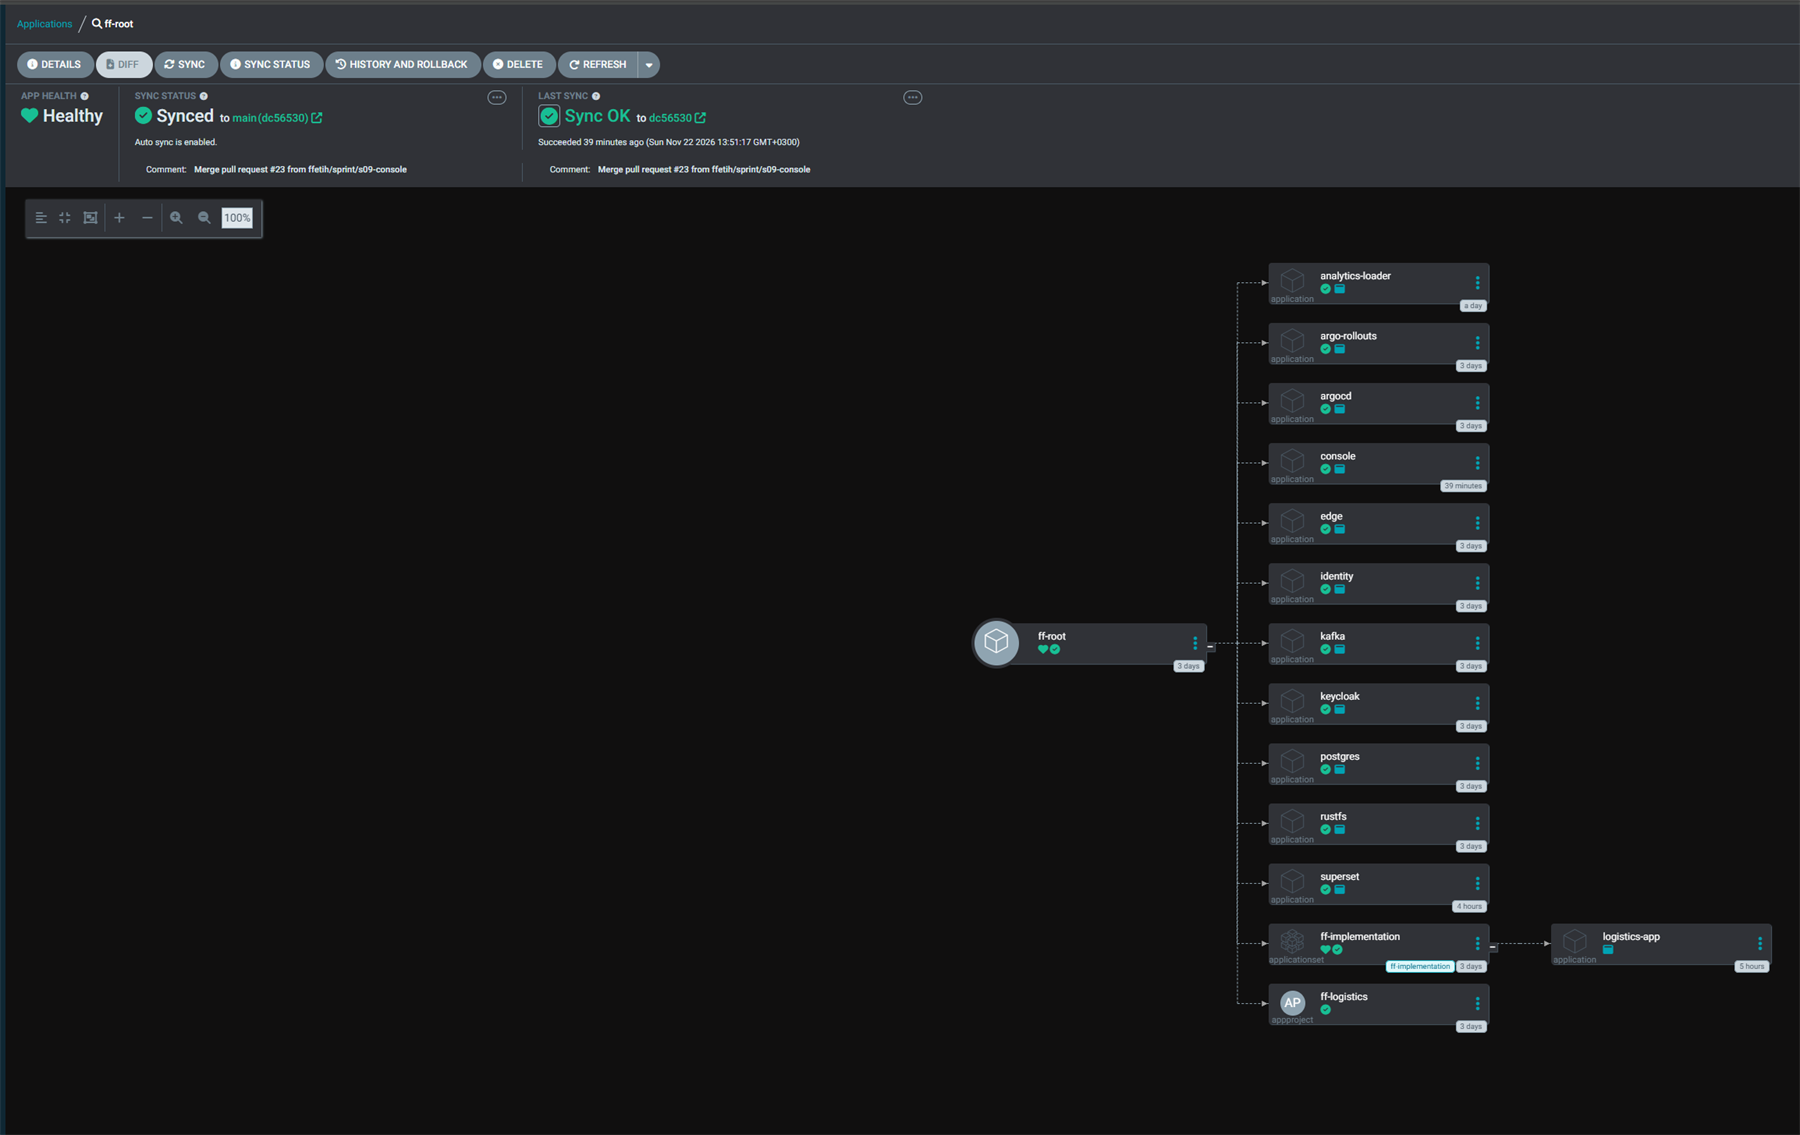 Applications / ff-root
DETAILS DIFF SYNC SYNC STATUS HISTORY AND ROLLBACK DELETE REFRESH
APP HEALTH
Healthy
SYNC STATUS
Synced to main (dc56530)
Auto sync is enabled.
Comment: Merge pull request #23 from ffetih/sprint/s09-console
LAST SYNC
Sync OK to dc56530
Succeeded 39 minutes ago (Sun Nov 22 2026 13:51:17 GMT+0300)
Comment: Merge pull request #23 from ffetih/sprint/s09-console
100%
ff-root
3 days
analytics-loader
application
a day
argo-rollouts
application
3 days
argocd
application
3 days
console
application
39 minutes
edge
application
3 days
identity
application
3 days
kafka
application
3 days
keycloak
application
3 days
postgres
application
3 days
rustfs
application
3 days
superset
application
4 hours
ff-implementation
applicationset
ff-implementation 3 days
logistics-app
application
5 hours
AP
ff-logistics
appproject
3 days